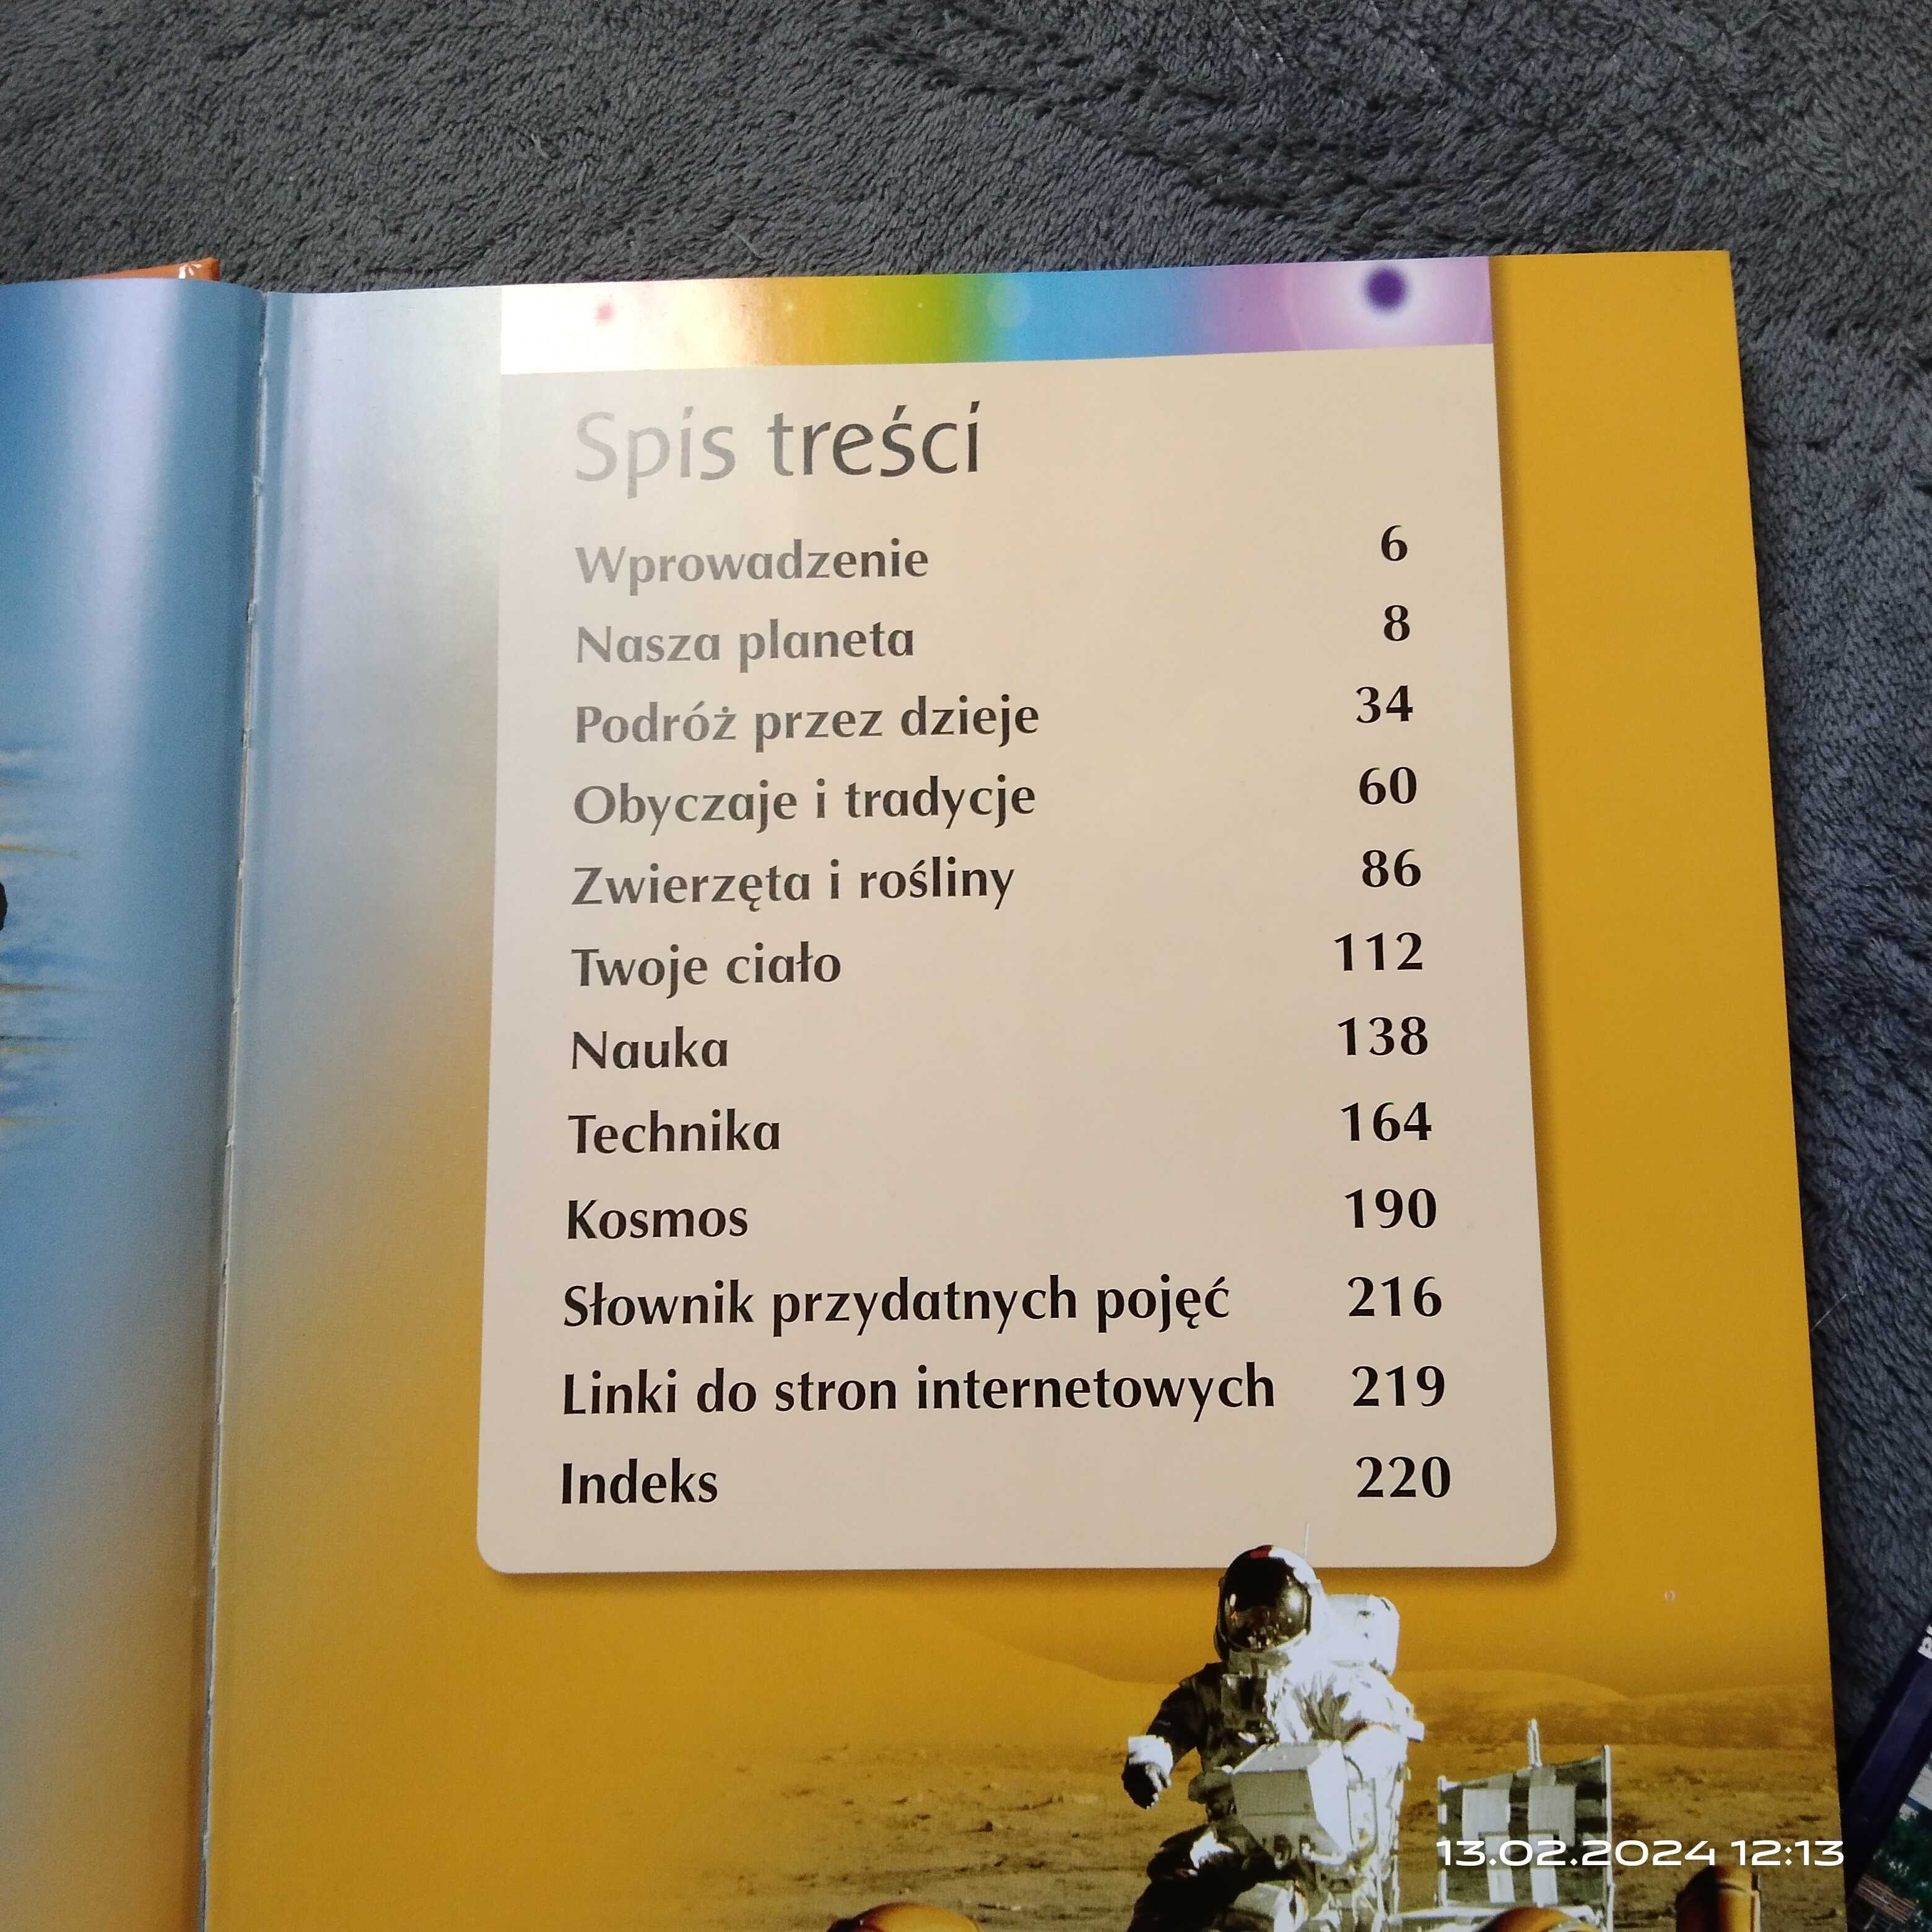 Spis treści
Wprowadzenie 6
Nasza planeta 8
Podróż przez dzieje 34
Obyczaje i tradycje 60
Zwierzęta i rośliny 86
Twoje ciało 112
Nauka 138
Technika 164
Kosmos 190
Słownik przydatnych pojęć 216
Linki do stron internetowych 219
Indeks 220
13.02.2024 12:13